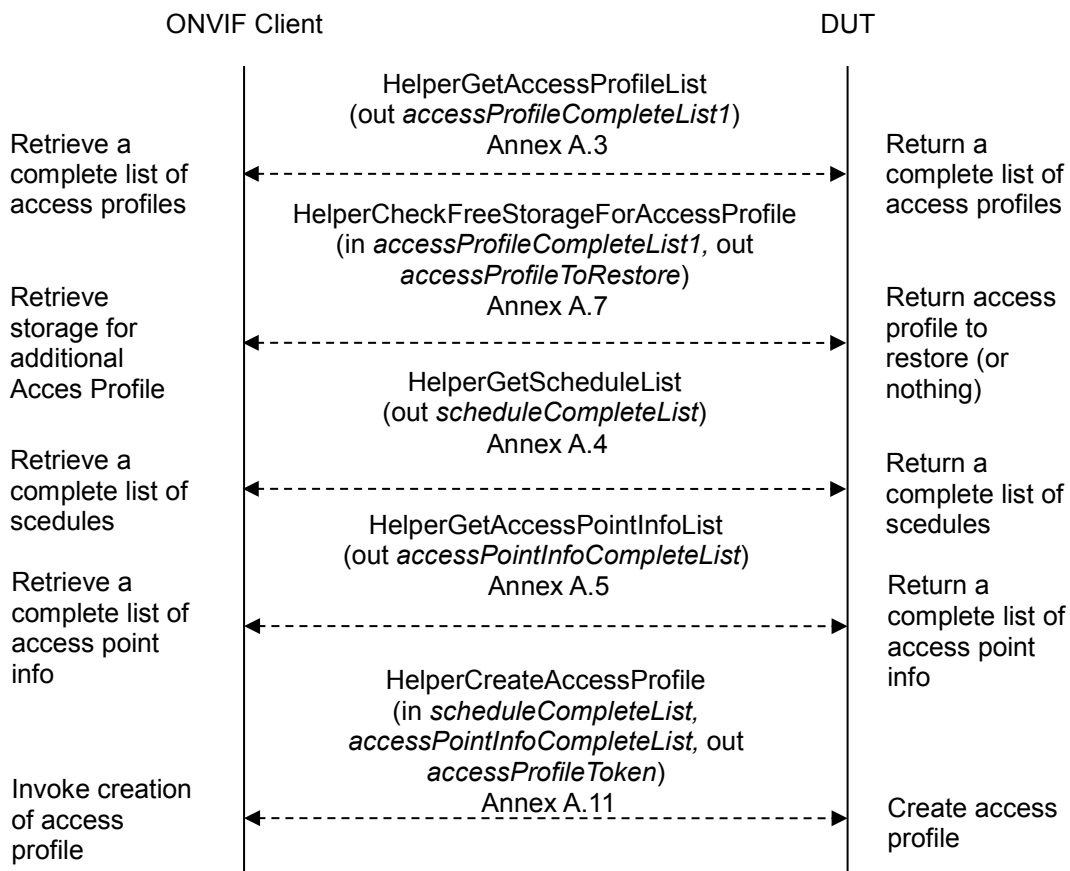 ONVIF Client
DUT
HelperGetAccessProfileList
(out accessProfileCompleteList1)
Annex A.3
Retrieve a
complete list of
access profiles
Return a
complete list of
access profiles
HelperCheckFreeStorageForAccessProfile
(in accessProfileCompleteList1, out
accessProfileToRestore)
Annex A.7
Retrieve
storage for
additional
Acces Profile
Return access
profile to
restore (or
nothing)
HelperGetScheduleList
(out scheduleCompleteList)
Annex A.4
Retrieve a
complete list of
scedules
Return a
complete list of
scedules
HelperGetAccessPointInfoList
(out accessPointInfoCompleteList)
Annex A.5
Retrieve a
complete list of
access point
info
Return a
complete list of
access point
info
HelperCreateAccessProfile
(in scheduleCompleteList,
accessPointInfoCompleteList, out
accessProfileToken)
Annex A.11
Invoke creation
of access
profile
Create access
profile